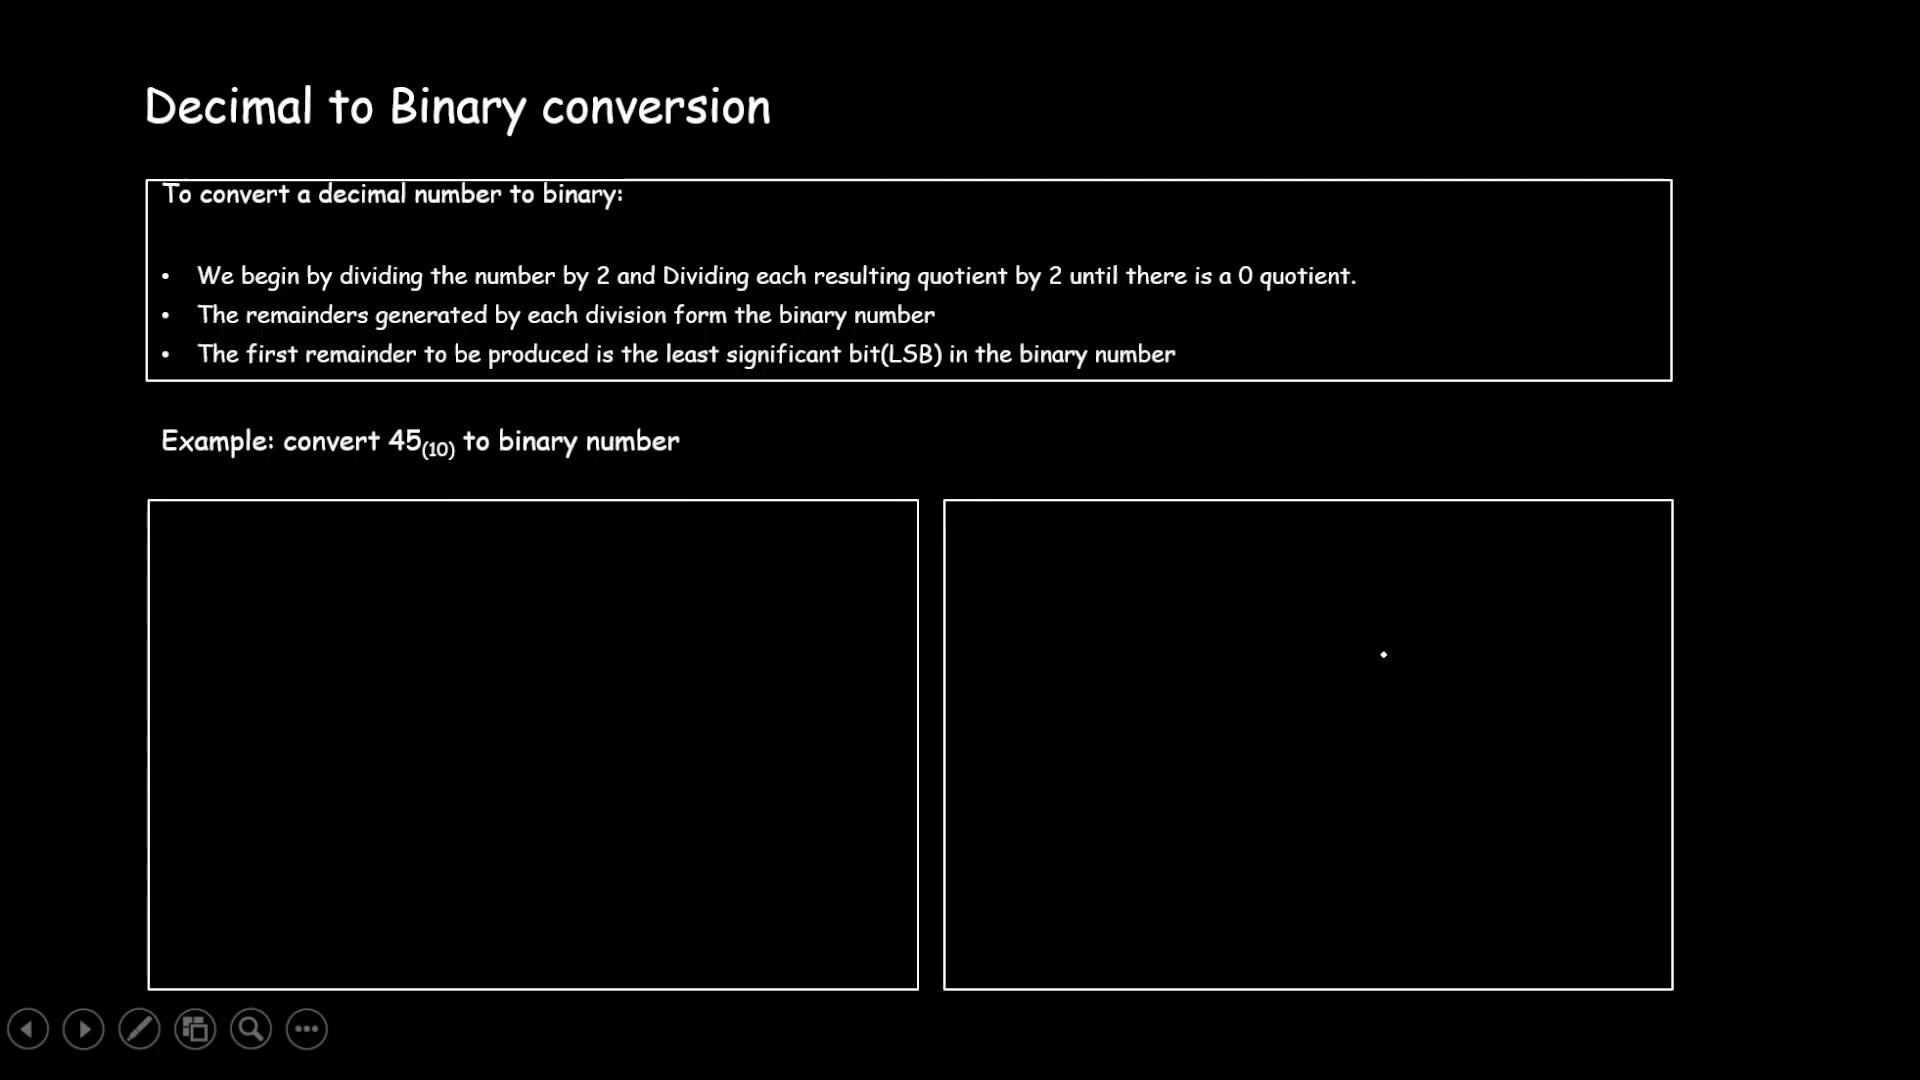 Decimal to Binary conversion
To convert a decimal number to binary:
• We begin by dividing the number by 2 and Dividing each resulting quotient by 2 until there is a 0 quotient.
• The remainders generated by each division form the binary number
• The first remainder to be produced is the least significant bit(LSB) in the binary number
Example: convert 45(10) to binary number